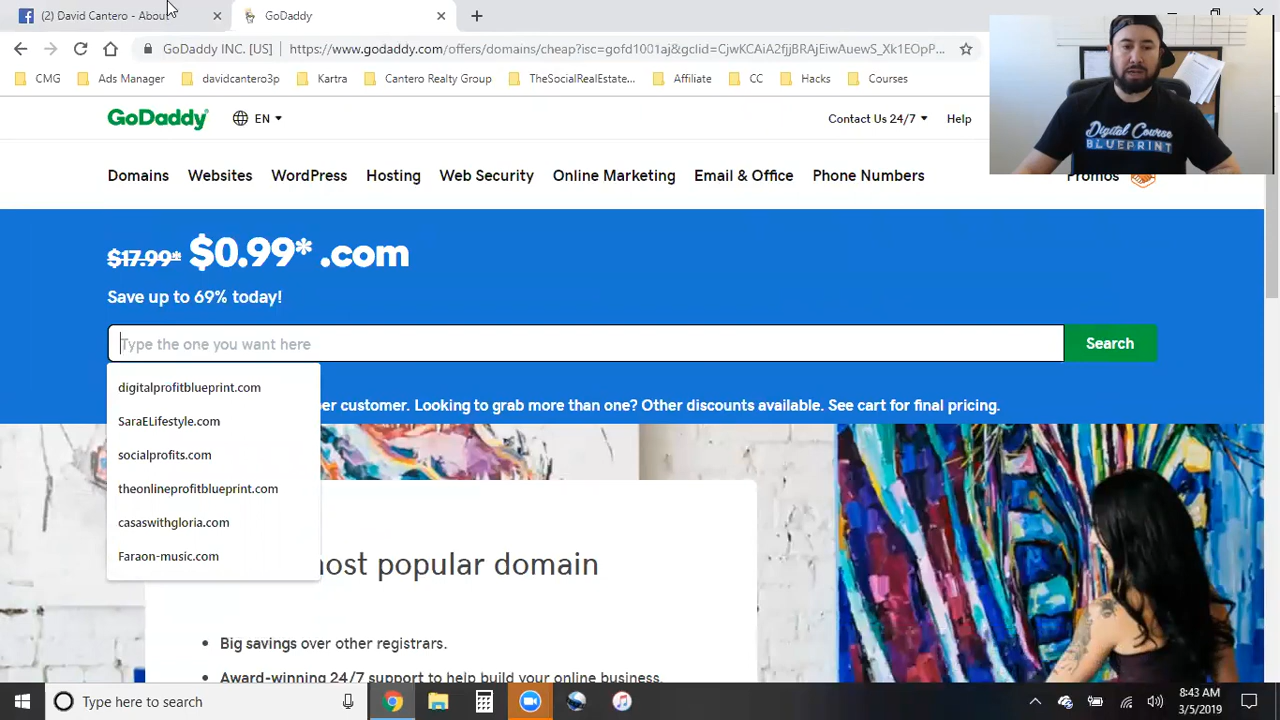 (2) David Cantero - About
GoDaddy
GoDaddy INC. [US] https://www.godaddy.com/offers/domains/cheap?isc=gofd1001aj&gclid=CjwKCAiA2fjjBRAjEiwAuewS_Xk1EOpP...
CMG Ads Manager davidcantero3p Kartra Cantero Realty Group TheSocialRealEstate... Affiliate CC Hacks Courses
GoDaddy EN Contact Us 24/7 Help
Domains Websites WordPress Hosting Web Security Online Marketing Email & Office Phone Numbers Promos
Digital Course
BLUEPRINT
$17.99* $0.99* .com
Save up to 69% today!
Type the one you want here Search
digitalprofitblueprint.com
per customer. Looking to grab more than one? Other discounts available. See cart for final pricing.
SaraELifestyle.com
socialprofits.com
theonlineprofitblueprint.com
casaswithgloria.com
Faraon-music.com
most popular domain
• Big savings over other registrars.
• Award-winning 24/7 support to help build your online business.
Type here to search
8:43 AM
3/5/2019